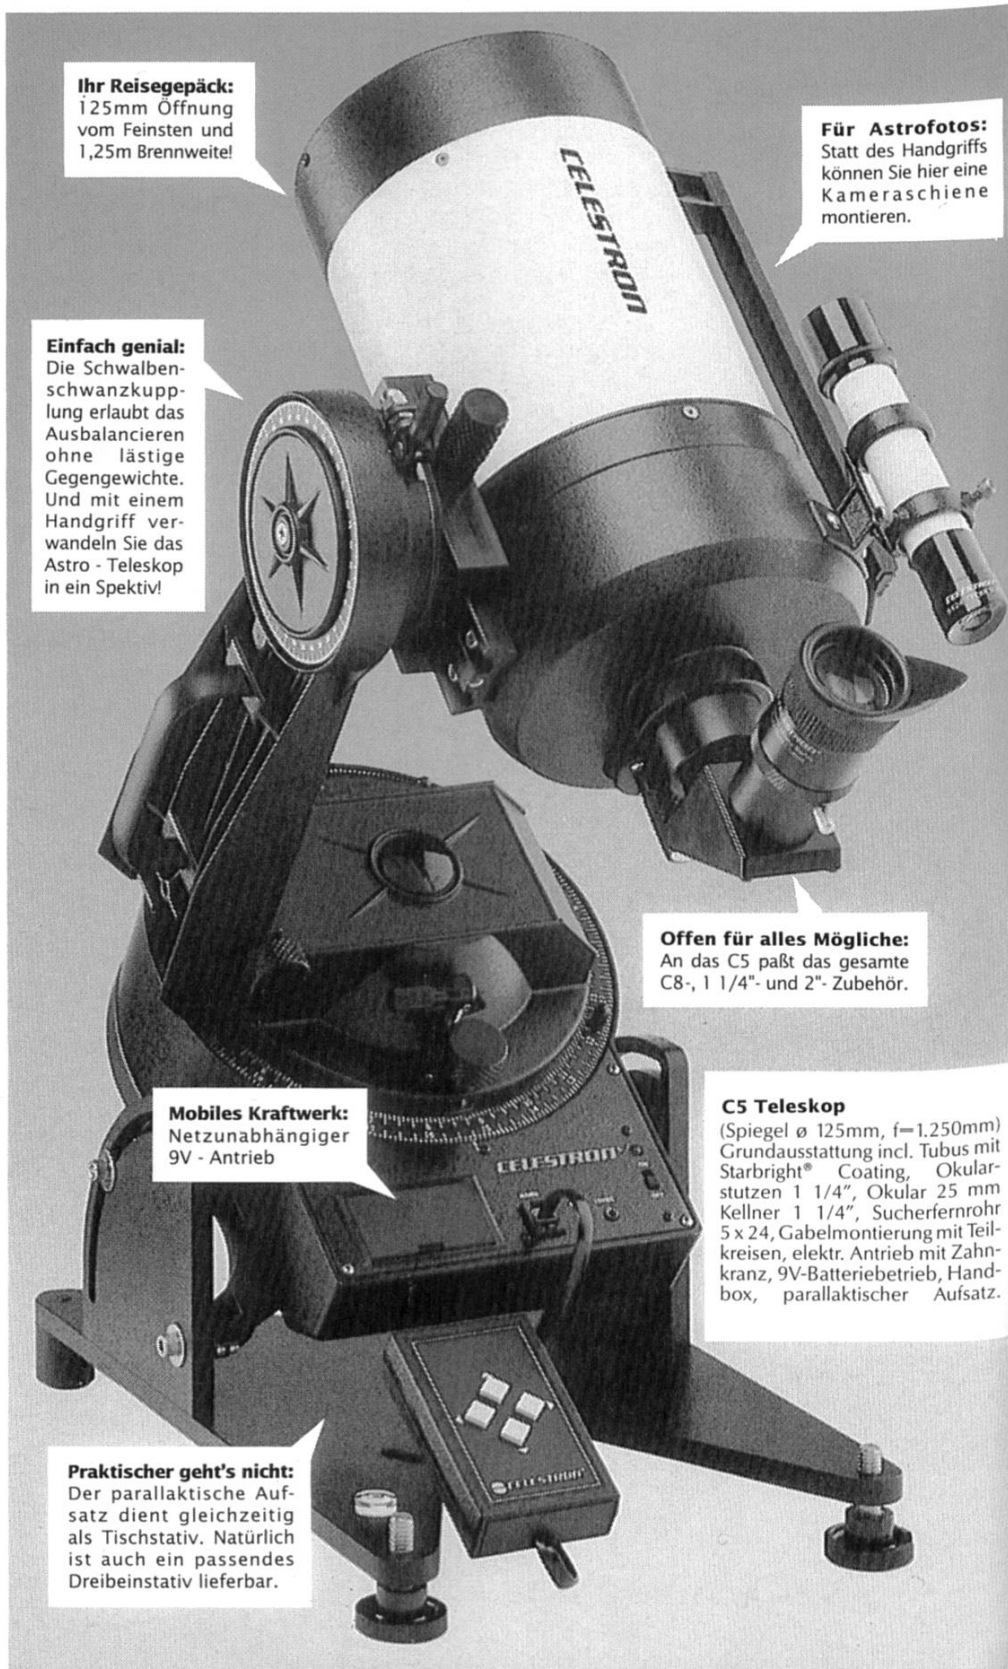 Ihr Reisegepäck:
125mm Öffnung
vom Feinsten und
1,25m Brennweite!
CELESTRON
Für Astrofotos:
Statt des Handgriffs
können Sie hier eine
Kameraschiene
montieren.
Einfach genial:
Die Schwalben-
schwanzkupp-
lung erlaubt das
Ausbalancieren
ohne lästige
Gegengewichte.
Und mit einem
Handgriff ver-
wandeln Sie das
Astro - Teleskop
in ein Spektiv!
Offen für alles Mögliche:
An das C5 paßt das gesamte
C8-, 1 1/4"- und 2"- Zubehör.
Mobiles Kraftwerk:
Netzunabhängiger
9V - Antrieb
CELESTRON
ON
OFF
C5 Teleskop
(Spiegel ø 125mm, f=1.250mm)
Grundausstattung incl. Tubus mit
Starbright® Coating, Okular-
stutzen 1 1/4″, Okular 25 mm
Kellner 1 1/4″, Sucherfernrohr
5 x 24, Gabelmontierung mit Teil-
kreisen, elektr. Antrieb mit Zahn-
kranz, 9V-Batteriebetrieb, Hand-
box, parallaktischer Aufsatz.
CELESTRON
Praktischer geht's nicht:
Der parallaktische Auf-
satz dient gleichzeitig
als Tischstativ. Natürlich
ist auch ein passendes
Dreibeinstativ lieferbar.